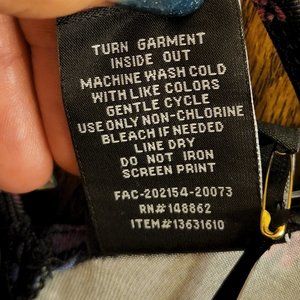 TURN GARMENT
INSIDE OUT
MACHINE WASH COLD
WITH LIKE COLORS
GENTLE CYCLE
USE ONLY NON-CHLORINE
BLEACH IF NEEDED
LINE DRY
DO NOT IRON
SCREEN PRINT
FAC-202154-20073
RN#148862
ITEM#13631610